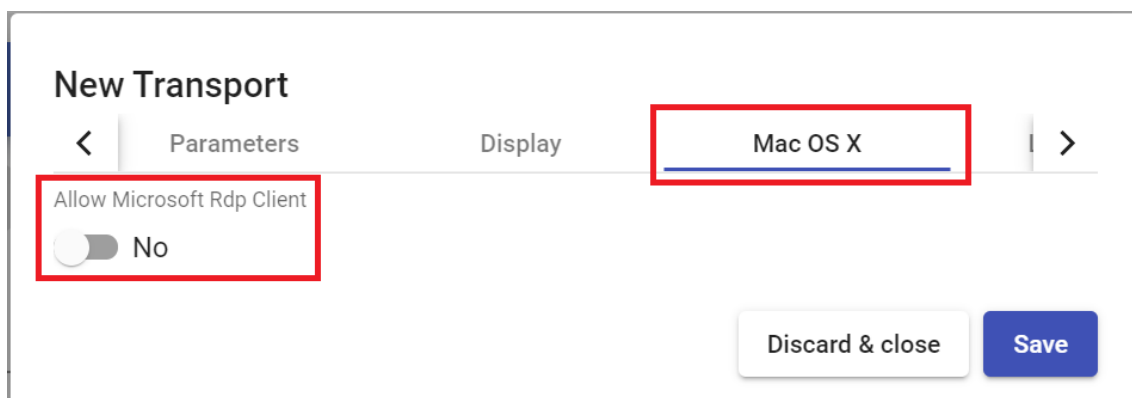 New Transport
Parameters
Display
Mac OS X
Allow Microsoft Rdp Client
No
Discard & close
Save